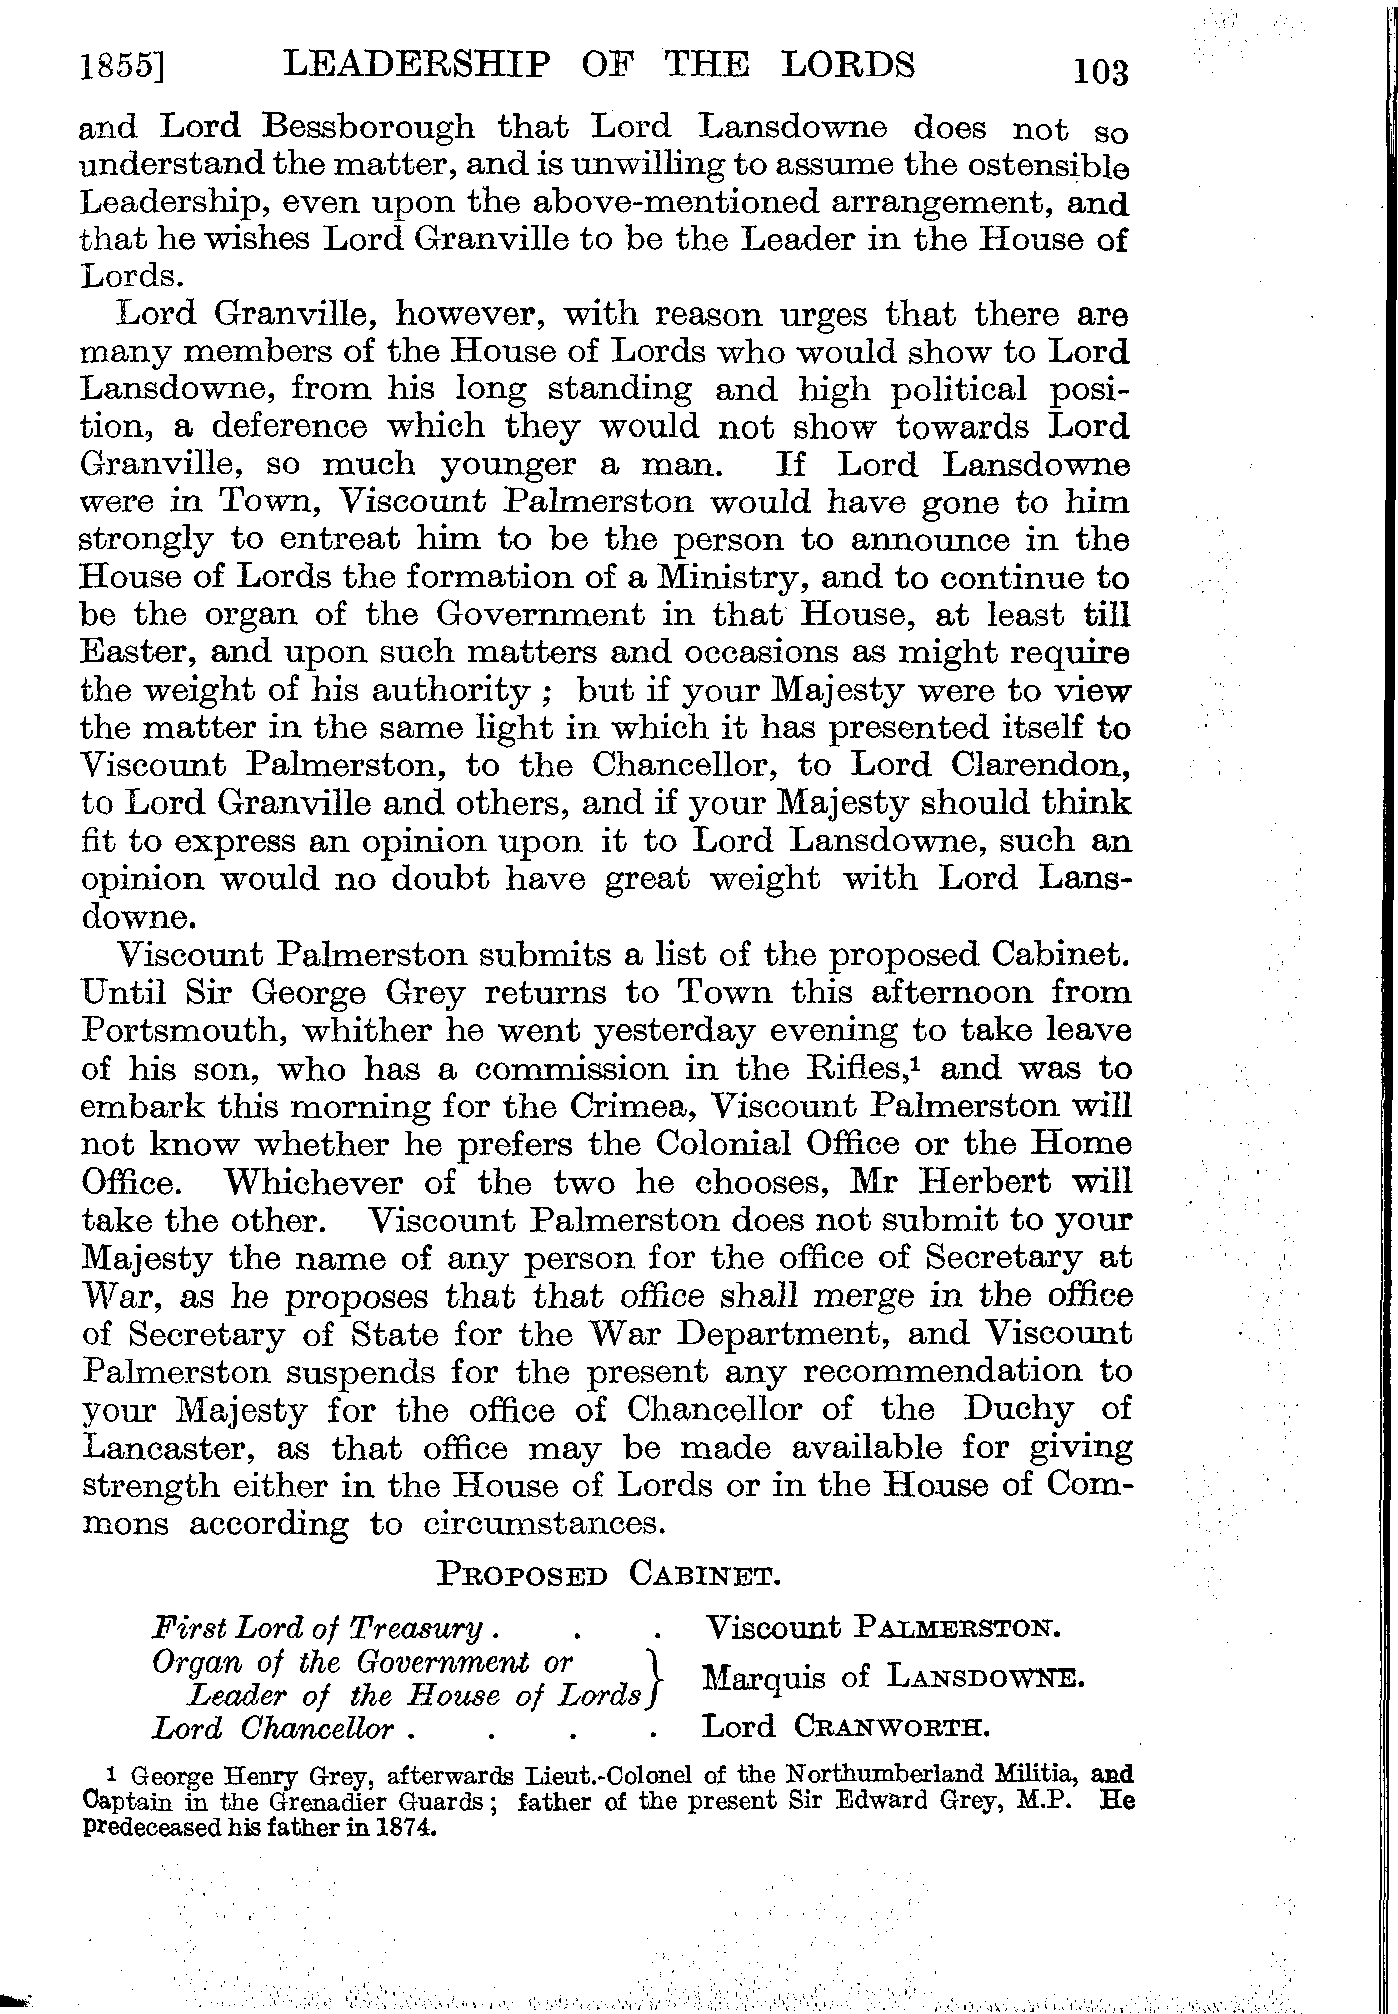 1855] LEADERSHIP OF THE LORDS 103
and Lord Bessborough that Lord Lansdowne does not so
understand the matter, and is unwilling to assume the ostensible
Leadership, even upon the above-mentioned arrangement, and
that he wishes Lord Granville to be the Leader in the House of
Lords.
Lord Granville, however, with reason urges that there are
many members of the House of Lords who would show to Lord
Lansdowne, from his long standing and high political posi-
tion, a deference which they would not show towards Lord
Granville, so much younger a man. If Lord Lansdowne
were in Town, Viscount Palmerston would have gone to him
strongly to entreat him to be the person to announce in the
House of Lords the formation of a Ministry, and to continue to
be the organ of the Government in that House, at least till
Easter, and upon such matters and occasions as might require
the weight of his authority ; but if your Majesty were to view
the matter in the same light in which it has presented itself to
Viscount Palmerston, to the Chancellor, to Lord Clarendon,
to Lord Granville and others, and if your Majesty should think
fit to express an opinion upon it to Lord Lansdowne, such an
opinion would no doubt have great weight with Lord Lans-
downe.
Viscount Palmerston submits a list of the proposed Cabinet.
Until Sir George Grey returns to Town this afternoon from
Portsmouth, whither he went yesterday evening to take leave
of his son, who has a commission in the Rifles,¹ and was to
embark this morning for the Crimea, Viscount Palmerston will
not know whether he prefers the Colonial Office or the Home
Office. Whichever of the two he chooses, Mr Herbert will
take the other. Viscount Palmerston does not submit to your
Majesty the name of any person for the office of Secretary at
War, as he proposes that that office shall merge in the office
of Secretary of State for the War Department, and Viscount
Palmerston suspends for the present any recommendation to
your Majesty for the office of Chancellor of the Duchy of
Lancaster, as that office may be made available for giving
strength either in the House of Lords or in the House of Com-
mons according to circumstances.
PROPOSED CABINET.
First Lord of Treasury . . . Viscount PALMERSTON.
Organ of the Government or
Leader of the House of Lords } Marquis of LANSDOWNE.
Lord Chancellor . . . . Lord CRANWORTH.
1 George Henry Grey, afterwards Lieut.-Colonel of the Northumberland Militia, and
Captain in the Grenadier Guards ; father of the present Sir Edward Grey, M.P. He
predeceased his father in 1874.